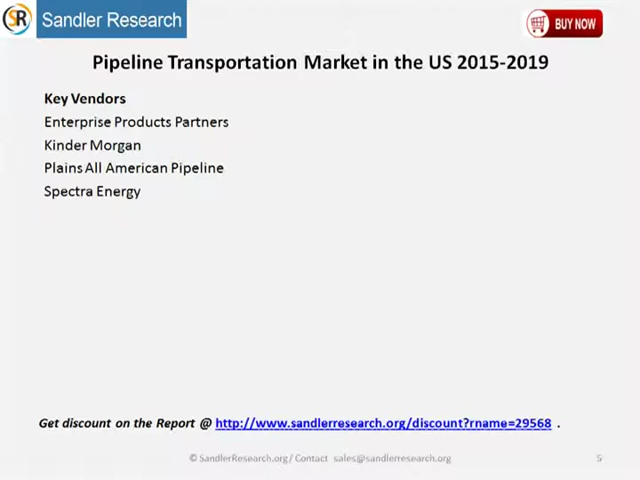 SR Sandler Research
BUY NOW
Pipeline Transportation Market in the US 2015-2019
Key Vendors
Enterprise Products Partners
Kinder Morgan
Plains All American Pipeline
Spectra Energy
Get discount on the Report @ http://www.sandlerresearch.org/discount?rname=29568 .
© SandlerResearch.org/ Contact sales@sandlerresearch.org
5